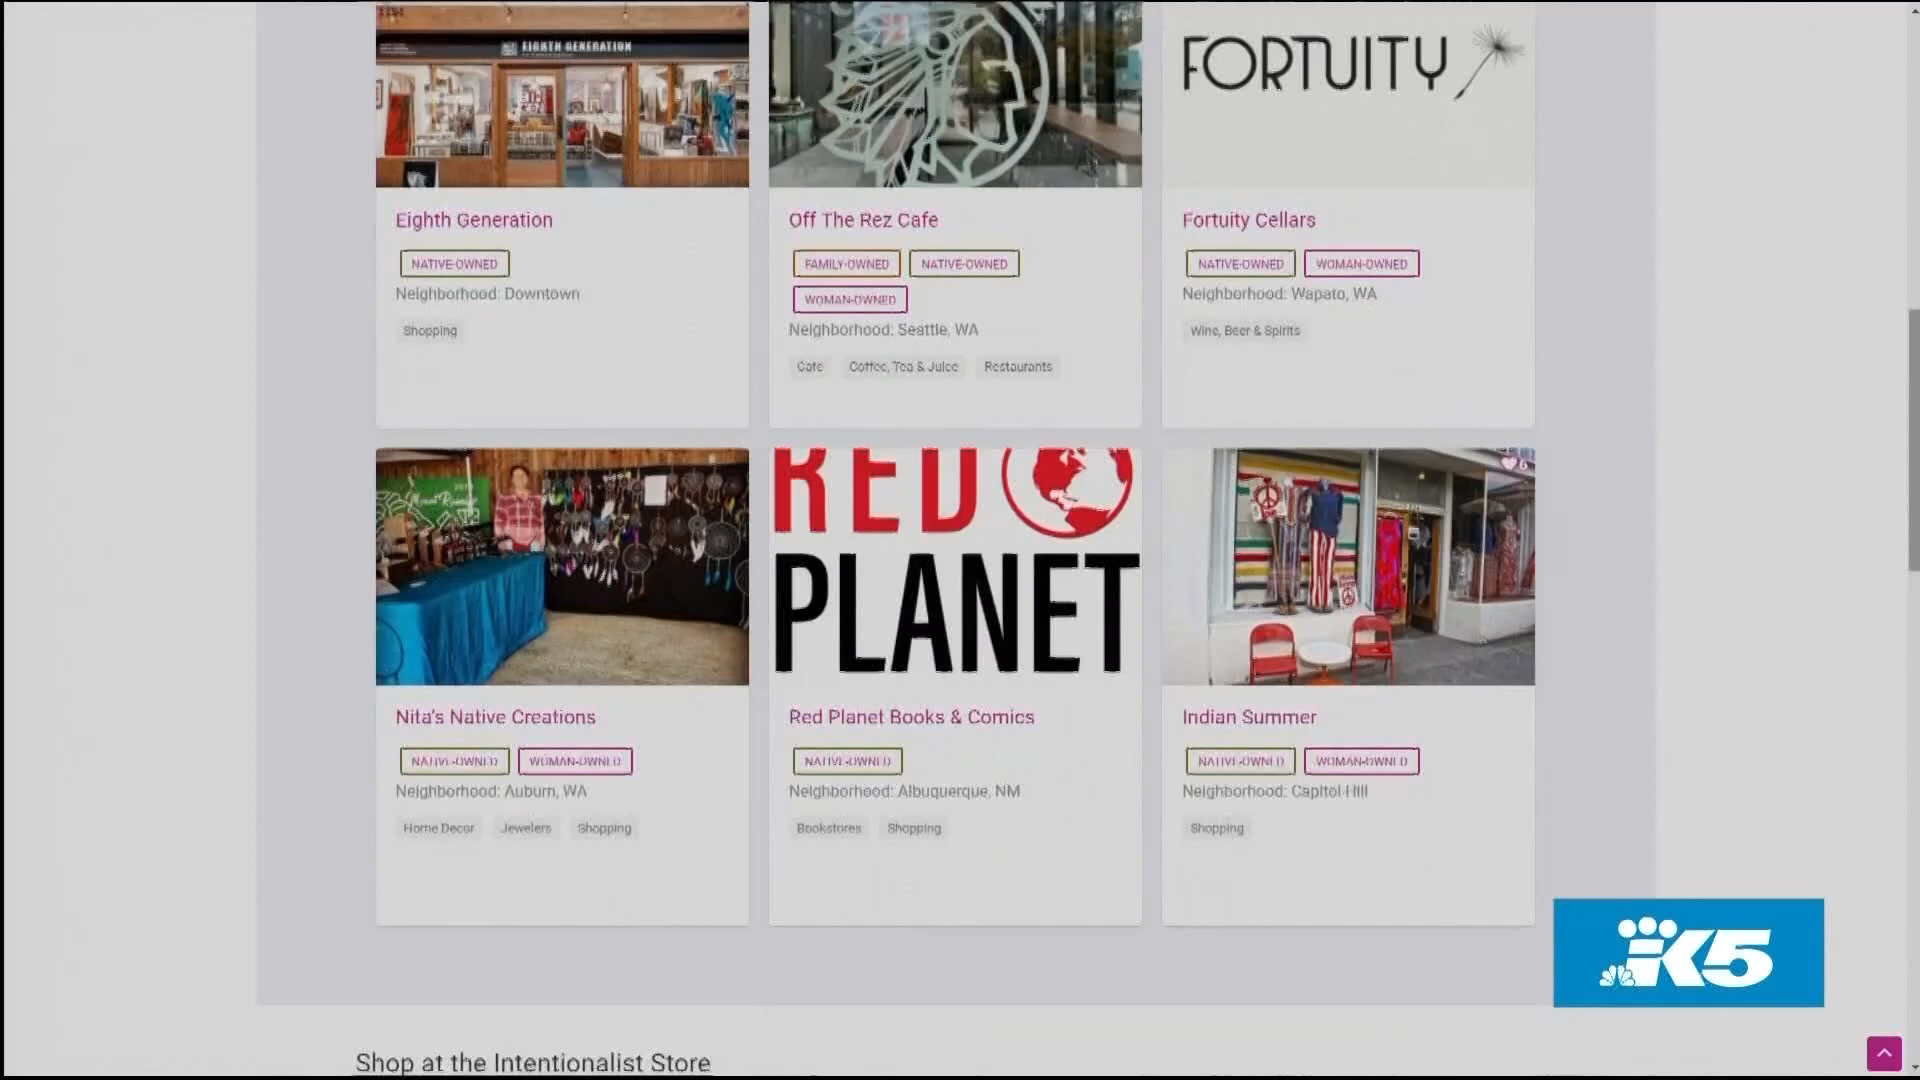 EIGHTH GENERATION
FORTUITY
Eighth Generation
NATIVE-OWNED
Neighborhood: Downtown
Shopping
Off The Rez Cafe
FAMILY-OWNED NATIVE-OWNED
WOMAN-OWNED
Neighborhood: Seattle, WA
Cafe Coffee, Tea & Juice Restaurants
Fortuity Cellars
NATIVE-OWNED WOMAN-OWNED
Neighborhood: Wapato, WA
Wine, Beer & Spirits
RED
PLANET
6
Nita's Native Creations
NATIVE-OWNED WOMAN-OWNED
Neighborhood: Auburn, WA
Home Decor Jewelers Shopping
Red Planet Books & Comics
NATIVE-OWNED
Neighborhood: Albuquerque, NM
Bookstores Shopping
Indian Summer
NATIVE-OWNED WOMAN-OWNED
Neighborhood: Capitol Hill
Shopping
K5
Shop at the Intentionalist Store